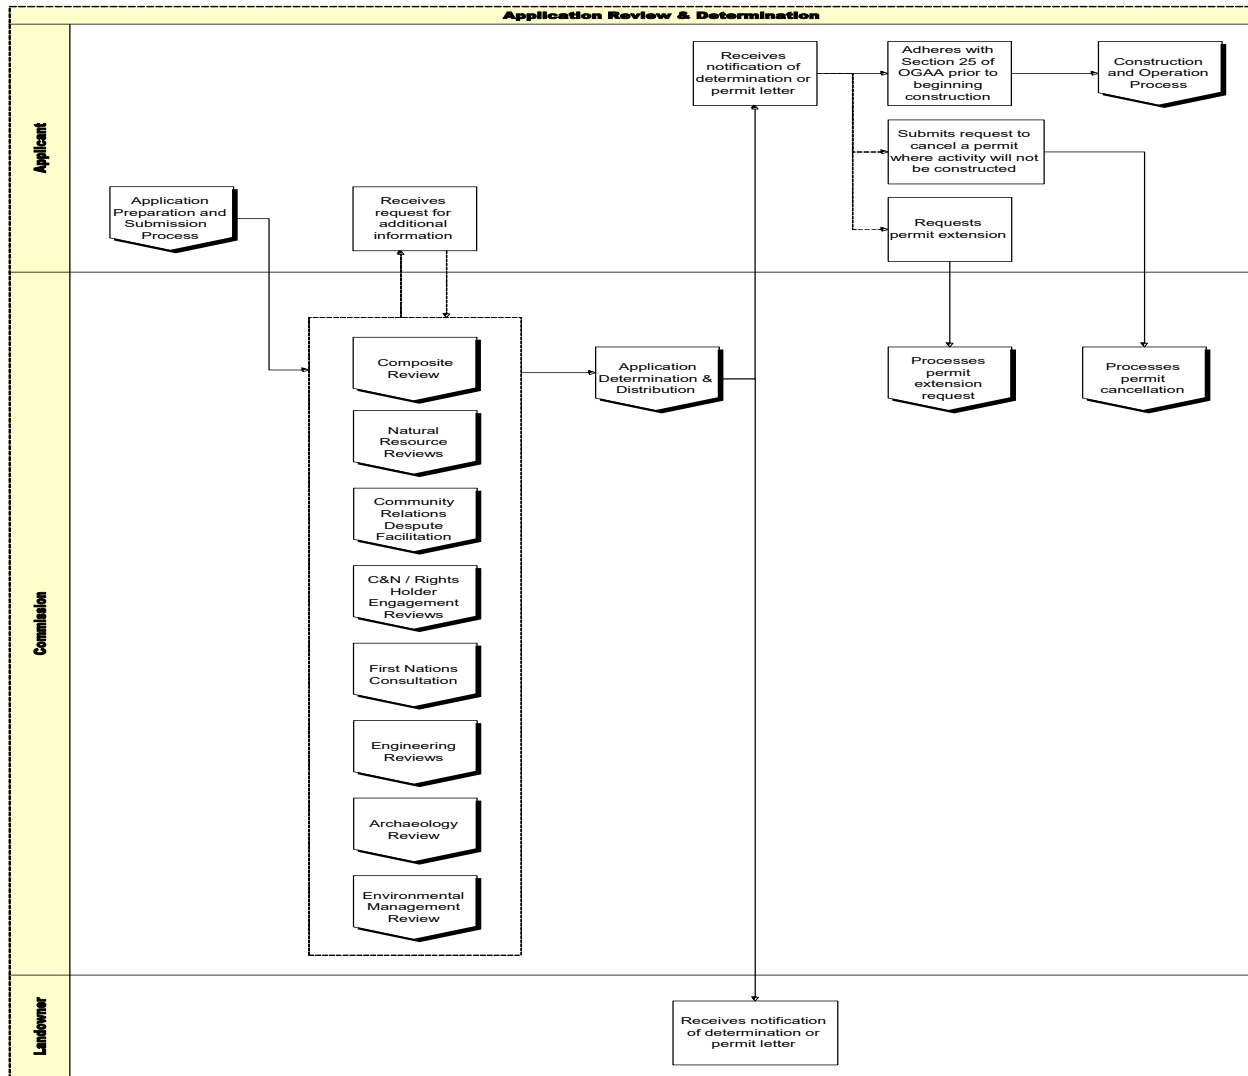 Application Review & Determination
Applicant
Application
Preparation and
Submission
Process
Receives
request for
additional
information
Receives
notification of
determination or
permit letter
Adheres with
Section 25 of
OGAA prior to
beginning
construction
Construction
and Operation
Process
Submits request to
cancel a permit
where activity will not
be constructed
Requests
permit extension
Commission
Composite
Review
Natural
Resource
Reviews
Community
Relations
Despute
Facilitation
C&N / Rights
Holder
Engagement
Reviews
First Nations
Consultation
Engineering
Reviews
Archaeology
Review
Environmental
Management
Review
Application
Determination &
Distribution
Processes
permit
extension
request
Processes
permit
cancellation
Landowner
Receives notification
of determination or
permit letter